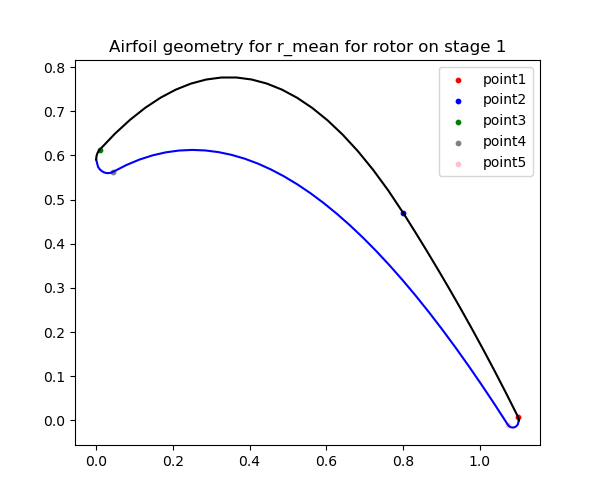 Airfoil geometry for r_mean for rotor on stage 1
point1
point2
point3
point4
point5
0.8
0.7
0.6
0.5
0.4
0.3
0.2
0.1
0.0
0.0 0.2 0.4 0.6 0.8 1.0